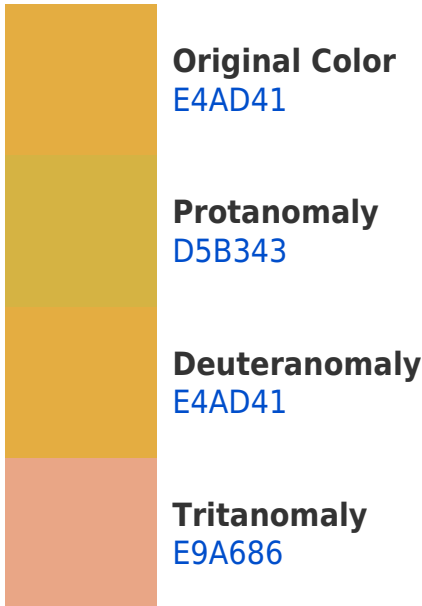 Original Color
E4AD41
Protanomaly
D5B343
Deuteranomaly
E4AD41
Tritanomaly
E9A686